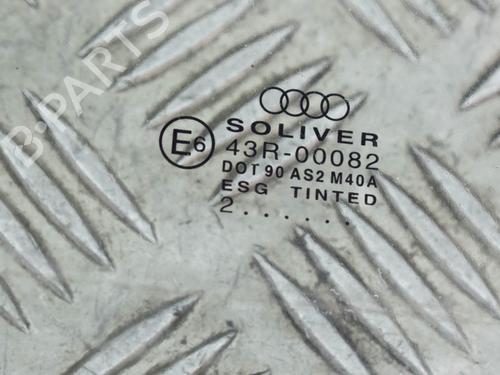 B-PARTS
SOLIVER
E6
43R-00082
DOT 90 AS2 M40A
ESG TINTED
2......